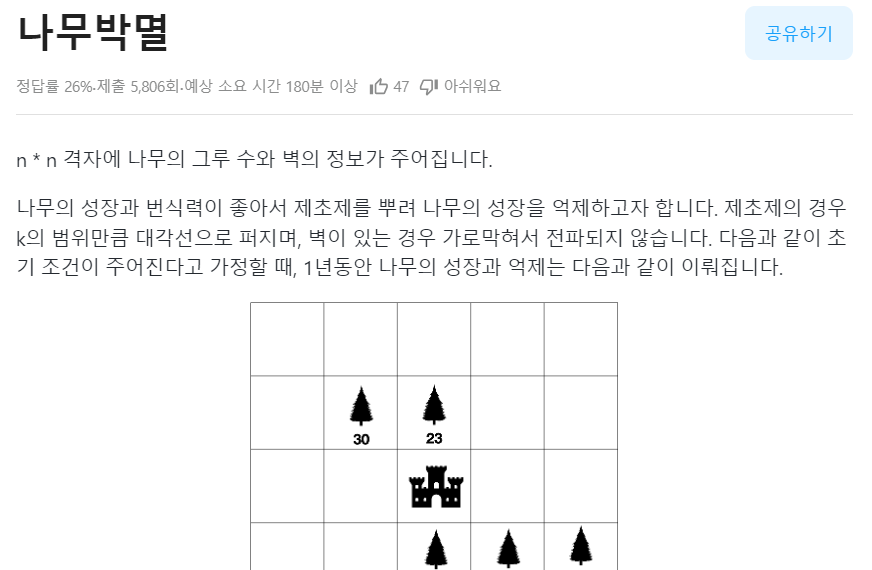 나무박멸
공유하기
정답률 26%·제출 5,806회·예상 소요 시간 180분 이상 47 아쉬워요
n * n 격자에 나무의 그루 수와 벽의 정보가 주어집니다.
나무의 성장과 번식력이 좋아서 제초제를 뿌려 나무의 성장을 억제하고자 합니다. 제초제의 경우
k의 범위만큼 대각선으로 퍼지며, 벽이 있는 경우 가로막혀서 전파되지 않습니다. 다음과 같이 초
기 조건이 주어진다고 가정할 때, 1년동안 나무의 성장과 억제는 다음과 같이 이뤄집니다.
30 23